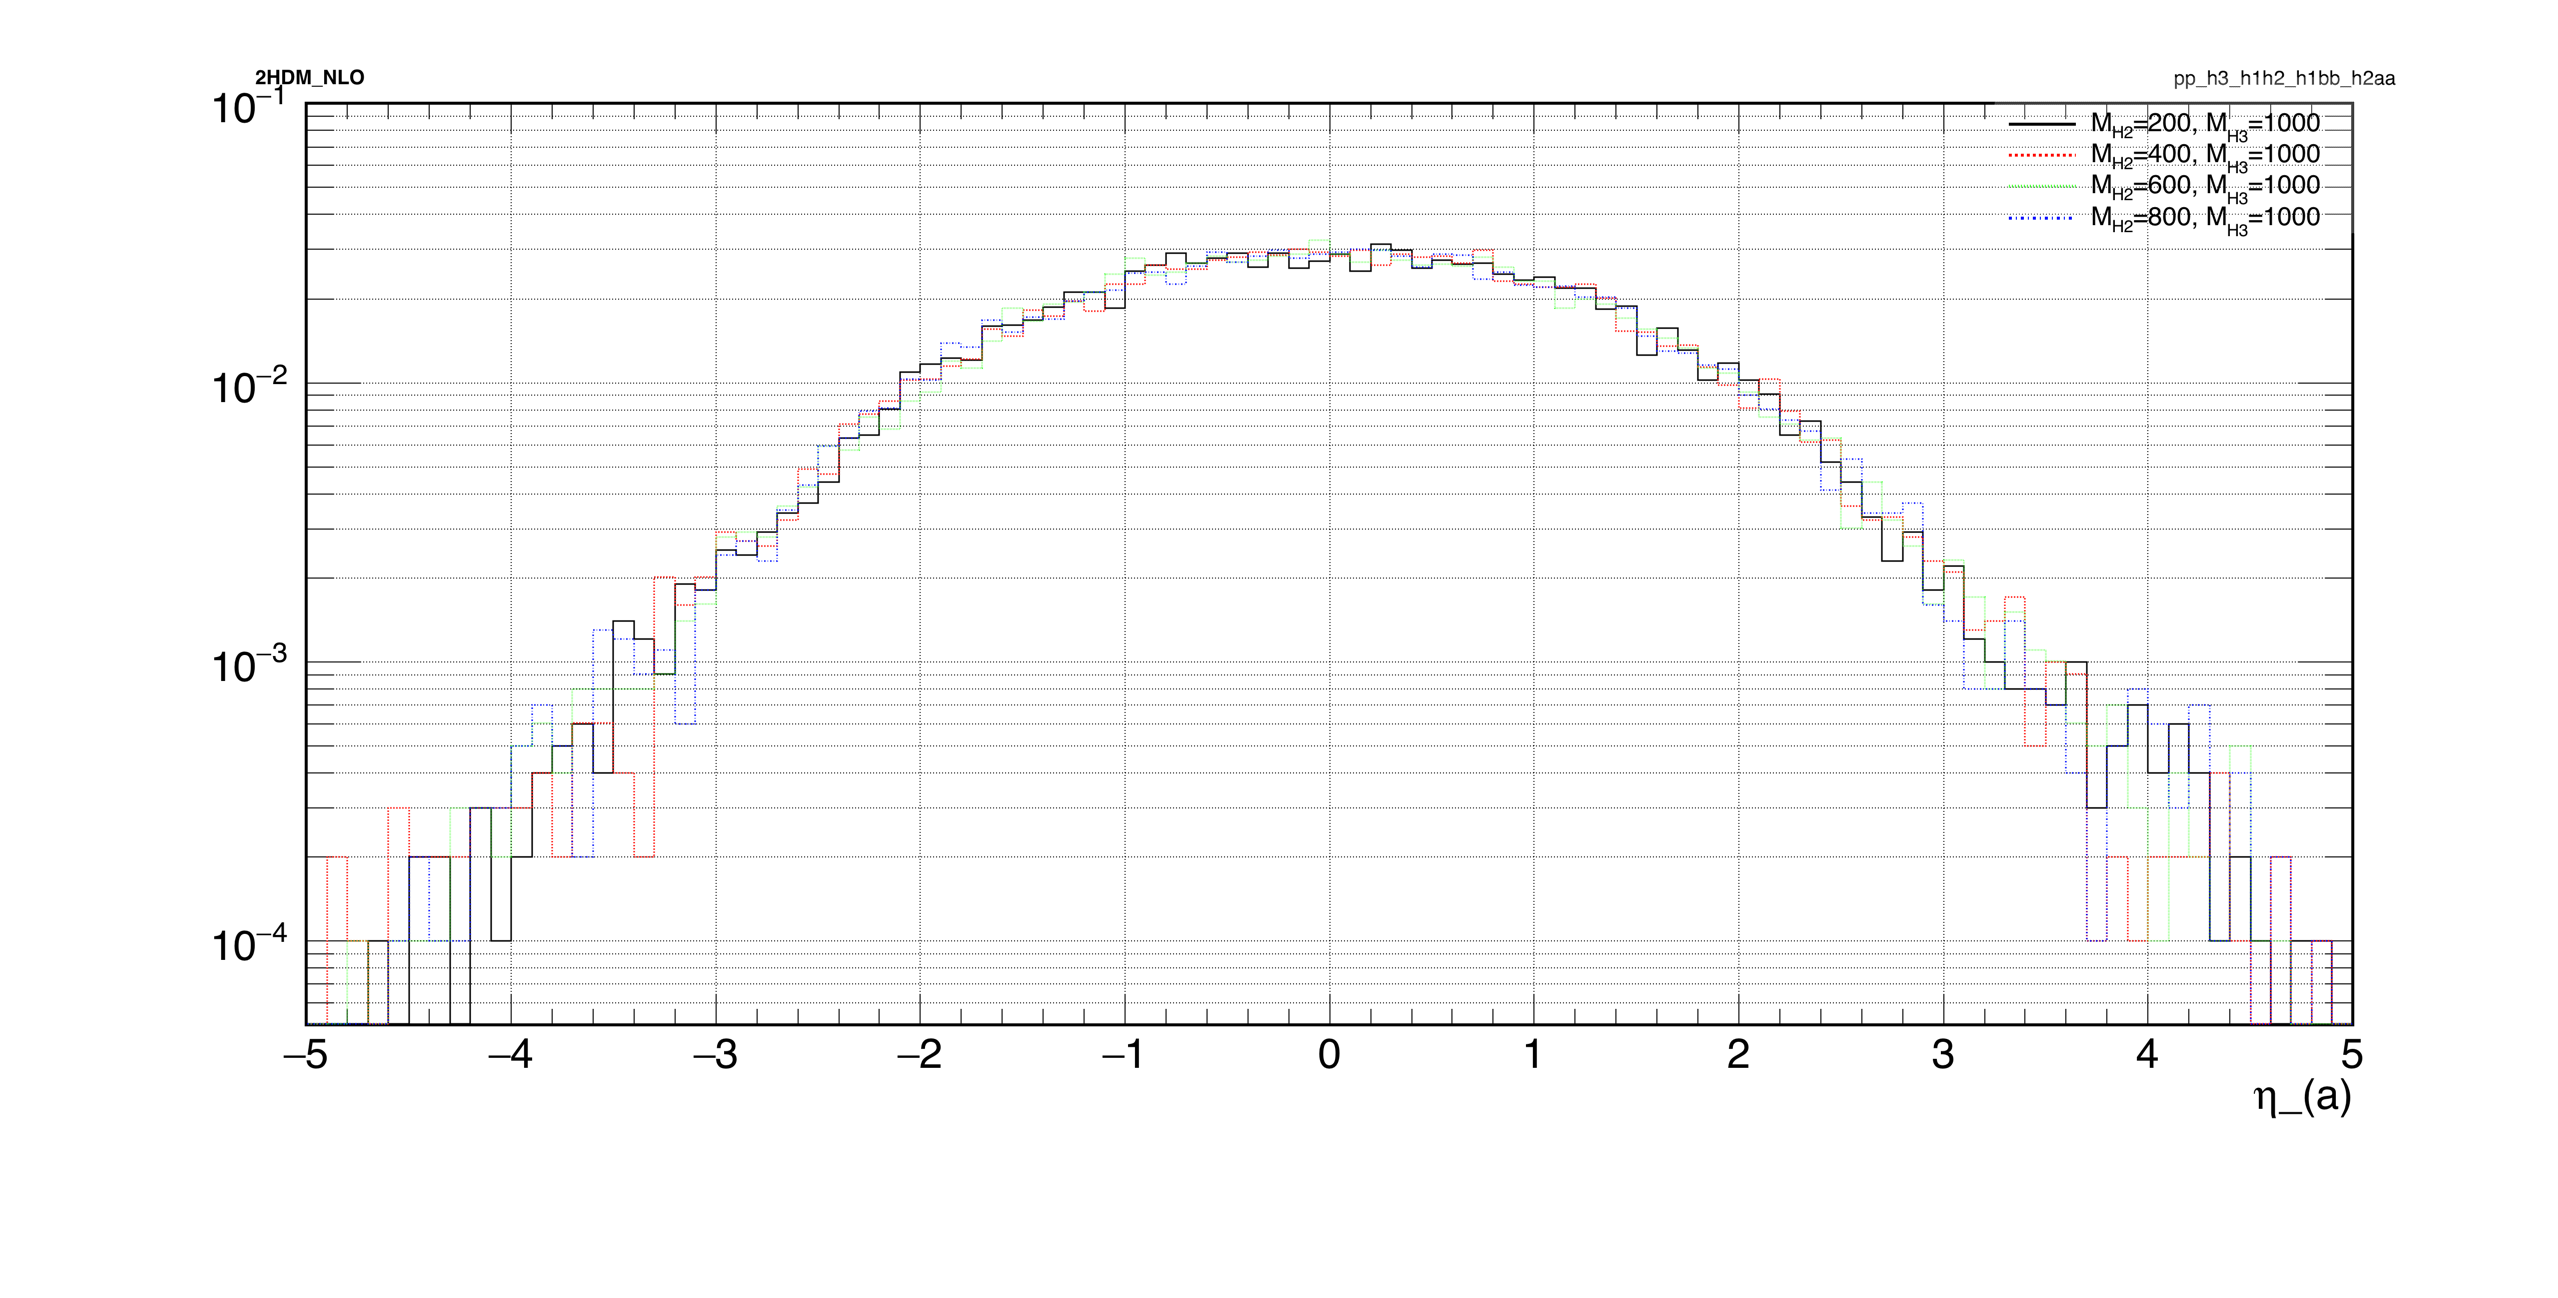 2HDM_NLO
pp_h3_h1h2_h1bb_h2aa
10−1
M_H2=200, M_H3=1000
M_H2=400, M_H3=1000
M_H2=600, M_H3=1000
M_H2=800, M_H3=1000
10−2
10−3
10−4
−5 −4 −3 −2 −1 0 1 2 3 4 5
η_(a)